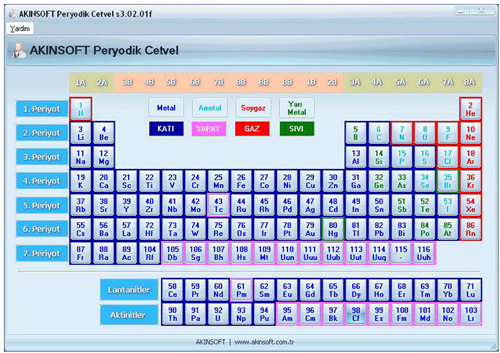 AKINSOFT Peryodik Cetvel s3.02.01f
Yardım
AKINSOFT Peryodik Cetvel
1A 2A 3B 4B 5B 6B 7B 8B 8B 8B 1B 2B 3A 4A 5A 6A 7A 8A
1. Periyot
1 H
2 He
Metal Ametal Soygaz Yarı Metal
KATI YAPAY GAZ SIVI
2. Periyot
3 Li 4 Be 5 B 6 C 7 N 8 O 9 F 10 Ne
3. Periyot
11 Na 12 Mg 13 Al 14 Si 15 P 16 S 17 Cl 18 Ar
4. Periyot
19 K 20 Ca 21 Sc 22 Ti 23 V 24 Cr 25 Mn 26 Fe 27 Co 28 Ni 29 Cu 30 Zn 31 Ga 32 Ge 33 As 34 Se 35 Br 36 Kr
5. Periyot
37 Rb 38 Sr 39 Y 40 Zr 41 Nb 42 Mo 43 Tc 44 Ru 45 Rh 46 Pd 47 Ag 48 Cd 49 In 50 Sn 51 Sb 52 Te 53 I 54 Xe
6. Periyot
55 Cs 56 Ba 57 La 72 Hf 73 Ta 74 W 75 Re 76 Os 77 Ir 78 Pt 79 Au 80 Hg 81 Tl 82 Pb 83 Bi 84 Po 85 At 86 Rn
7. Periyot
87 Fr 88 Ra 89 Ac 104 Rf 105 Db 106 Sg 107 Bh 108 Hs 109 Mt 110 Uun 111 Uuu 112 Uub 113 Uut 114 Uuq 115 - 116 Uuh
Lantanitler
58 Ce 59 Pr 60 Nd 61 Pm 62 Sm 63 Eu 64 Gd 65 Tb 66 Dy 67 Ho 68 Er 69 Tm 70 Yb 71 Lu
Aktinitler
90 Th 91 Pa 92 U 93 Np 94 Pu 95 Am 96 Cm 97 Bk 98 Cf 99 Es 100 Fm 101 Md 102 No 103 Lr
AKINSOFT | www.akinsoft.com.tr